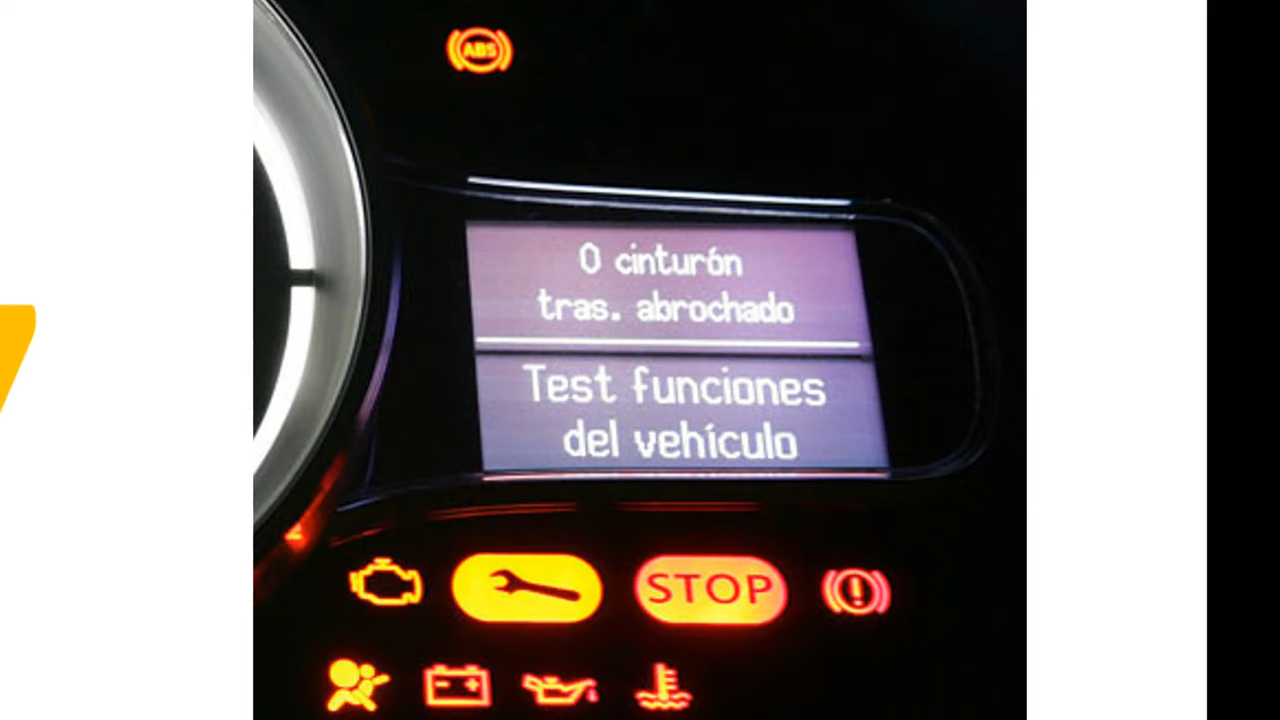 ABS
0 cinturón
tras. abrochado
Test funciones
del vehículo
STOP